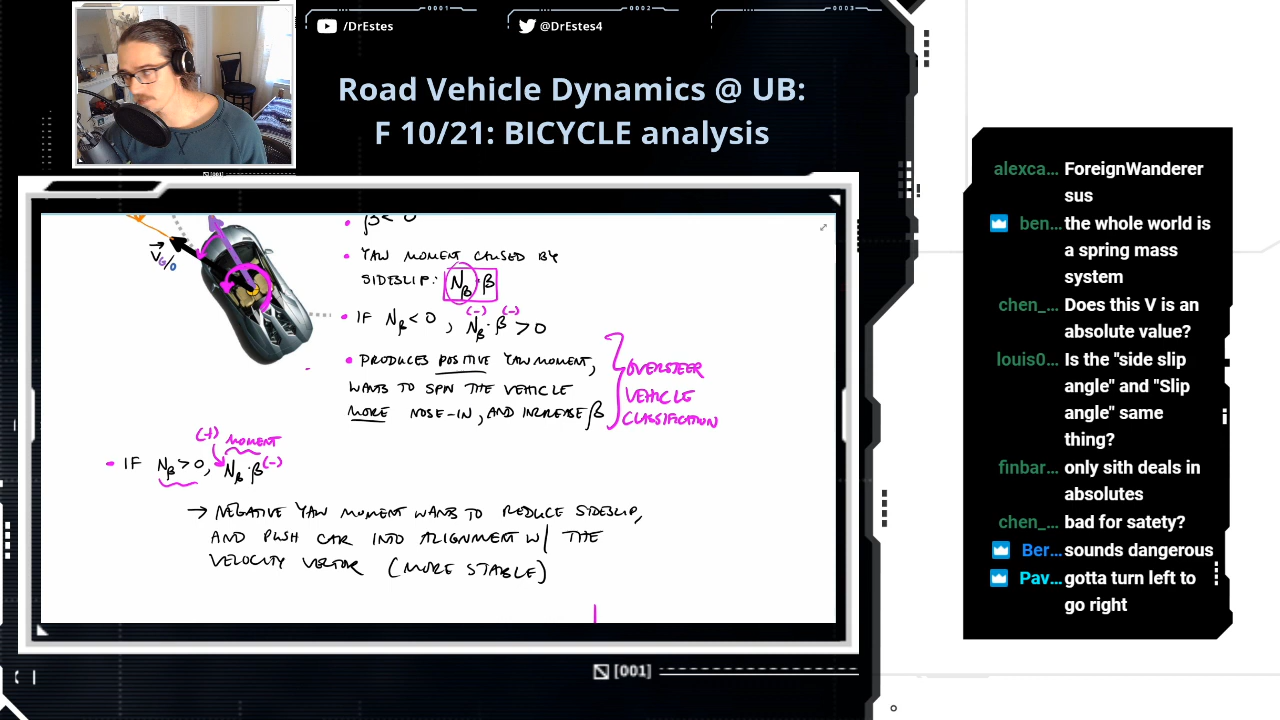 0001
0002
0003
/DrEstes
@DrEstes4
Road Vehicle Dynamics @ UB:
F 10/21: BICYCLE analysis
[001]
V G/O
• β < 0
• YAW MOMENT CAUSED BY
SIDESLIP: Nβ · β
(-) (-)
• IF Nβ < 0, Nβ · β > 0
• PRODUCES POSITIVE YAW MOMENT,
WANTS TO SPIN THE VEHICLE
MORE NOSE-IN, AND INCREASE β
OVERSTEER
VEHICLE
CLASSIFICATION
(+) MOMENT
• IF Nβ > 0, Nβ · β (-)
→ NEGATIVE YAW MOMENT WANTS TO REDUCE SIDESLIP,
AND PUSH CAR INTO ALIGNMENT W/ THE
VELOCITY VECTOR (MORE STABLE)
[001]
alexca... ForeignWanderer
sus
ben... the whole world is
a spring mass
system
chen_... Does this V is an
absolute value?
louis0... Is the "side slip
angle" and "Slip
angle" same
thing?
finbar... only sith deals in
absolutes
chen_... bad for satety?
Ber... sounds dangerous
Pav... gotta turn left to
go right